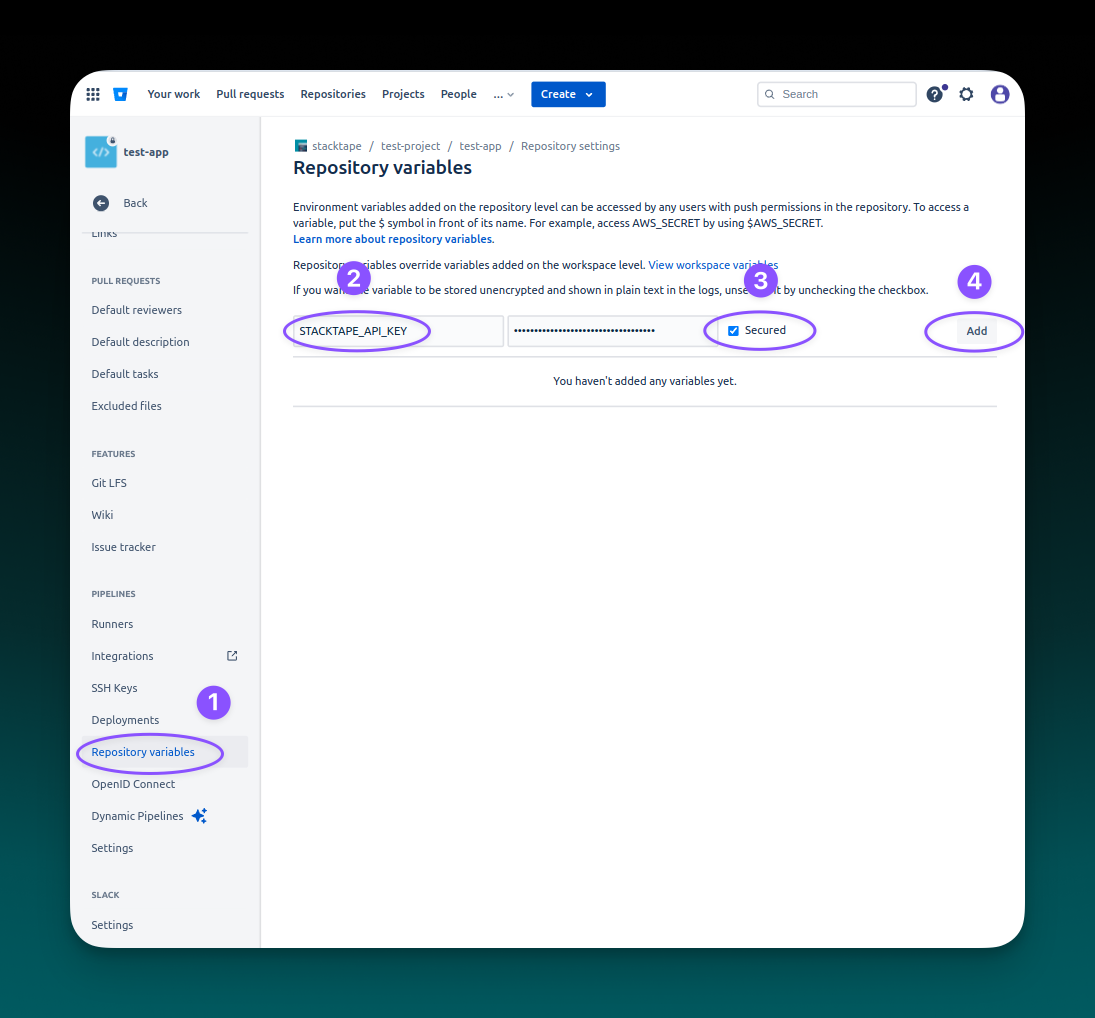 Your work Pull requests Repositories Projects People ... Create Search
test-app
Back
Links
PULL REQUESTS
Default reviewers
Default description
Default tasks
Excluded files
FEATURES
Git LFS
Wiki
Issue tracker
PIPELINES
Runners
Integrations
SSH Keys
1
Deployments
Repository variables
OpenID Connect
Dynamic Pipelines
Settings
SLACK
Settings
stacktape / test-project / test-app / Repository settings
Repository variables
Environment variables added on the repository level can be accessed by any users with push permissions in the repository. To access a
variable, put the $ symbol in front of its name. For example, access AWS_SECRET by using $AWS_SECRET.
Learn more about repository variables.
Repository variables override variables added on the workspace level. View workspace variables
2 3 4
If you want the variable to be stored unencrypted and shown in plain text in the logs, unsecure it by unchecking the checkbox.
STACKTAPE_API_KEY ••••••••••••••••••••••••••••••••••• Secured Add
You haven't added any variables yet.